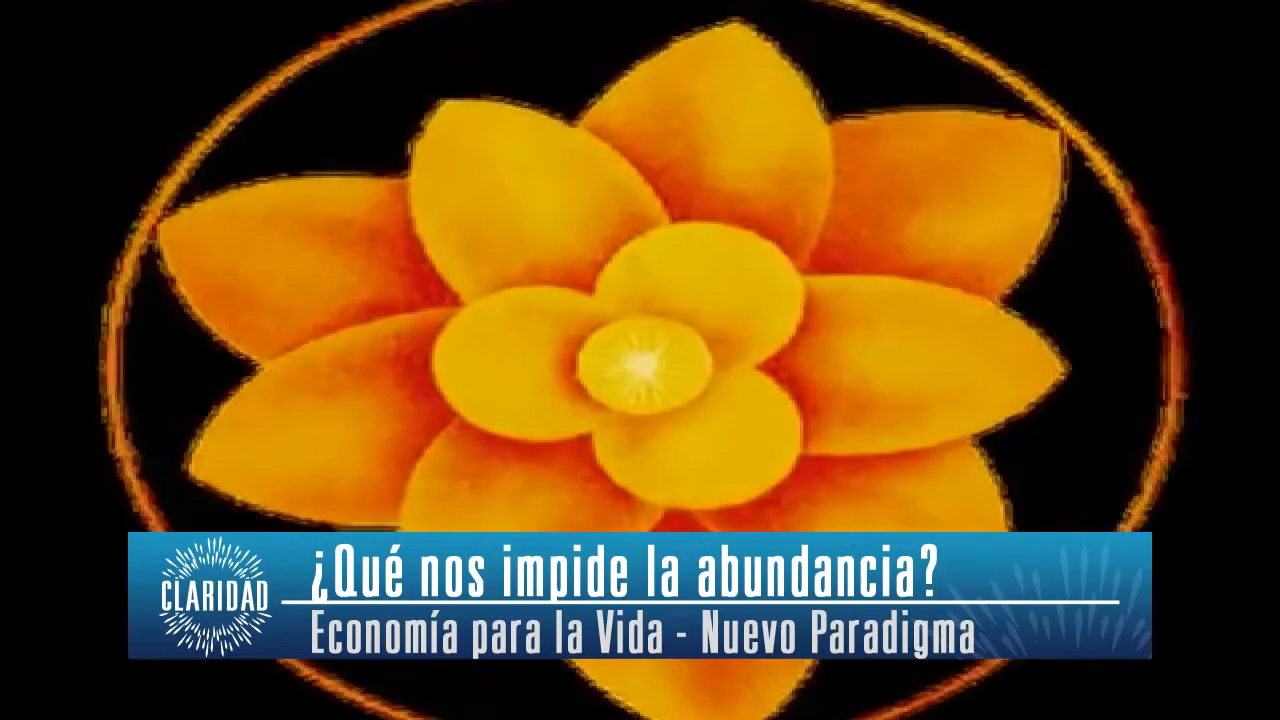 CLARIDAD
¿Qué nos impide la abundancia?
Economía para la Vida - Nuevo Paradigma